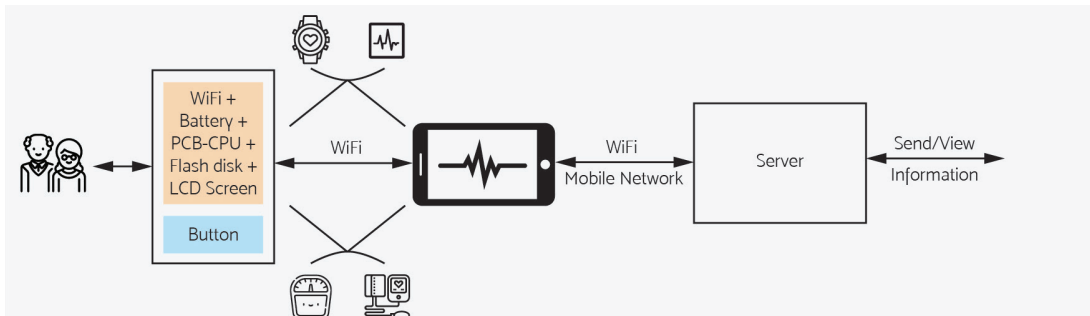 WiFi +
Battery +
PCB-CPU +
Flash disk +
LCD Screen
Button
WiFi
WiFi
Mobile Network
Server
Send/View
Information